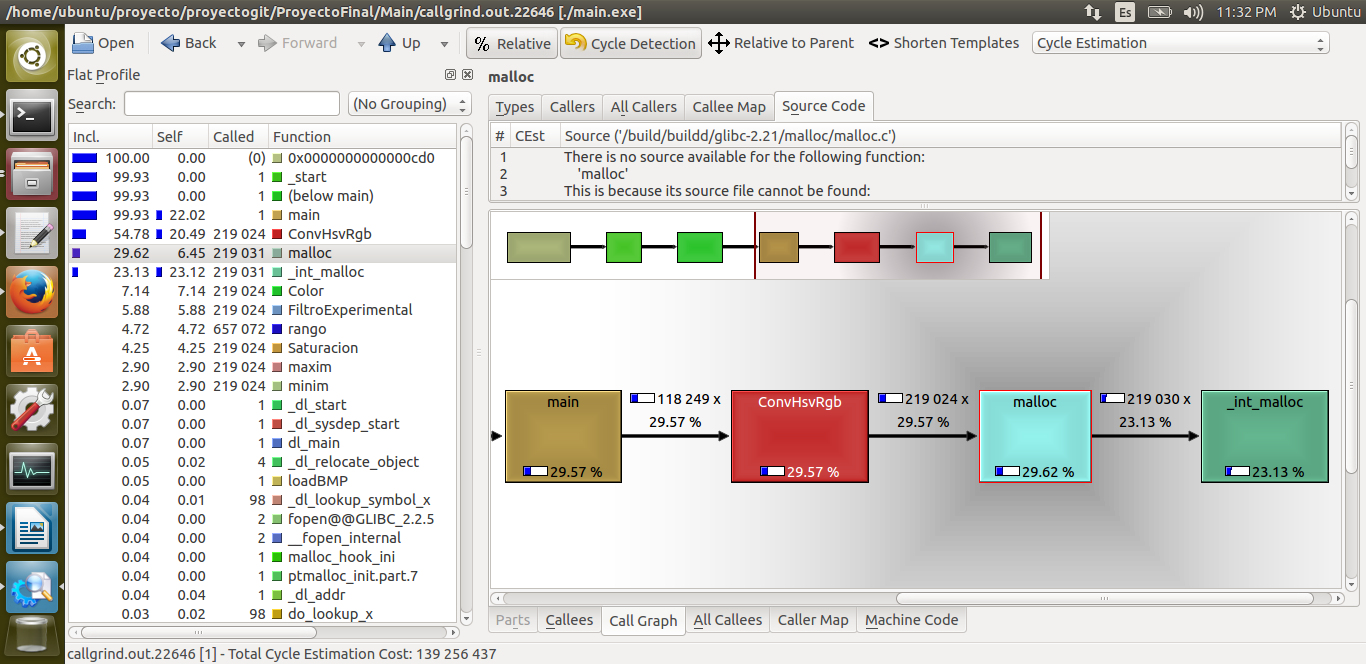 /home/ubuntu/proyecto/proyectogit/ProyectoFinal/Main/callgrind.out.22646 [./main.exe] Es 11:32 PM Ubuntu
Open Back Forward Up % Relative Cycle Detection Relative to Parent <> Shorten Templates Cycle Estimation
Flat Profile
Search: (No Grouping)
Incl. Self Called Function
100.00 0.00 (0) 0x0000000000000cd0
99.93 0.00 1 _start
99.93 0.00 1 (below main)
99.93 22.02 1 main
54.78 20.49 219 024 ConvHsvRgb
29.62 6.45 219 031 malloc
23.13 23.12 219 031 _int_malloc
7.14 7.14 219 024 Color
5.88 5.88 219 024 FiltroExperimental
4.72 4.72 657 072 rango
4.25 4.25 219 024 Saturacion
2.90 2.90 219 024 maxim
2.90 2.90 219 024 minim
0.07 0.00 1 _dl_start
0.07 0.00 1 _dl_sysdep_start
0.07 0.00 1 dl_main
0.05 0.02 4 _dl_relocate_object
0.05 0.00 1 loadBMP
0.04 0.01 98 _dl_lookup_symbol_x
0.04 0.00 2 fopen@@GLIBC_2.2.5
0.04 0.00 2 __fopen_internal
0.04 0.00 1 malloc_hook_ini
0.04 0.00 1 ptmalloc_init.part.7
0.04 0.04 1 _dl_addr
0.03 0.02 98 do_lookup_x
malloc
Types Callers All Callers Callee Map Source Code
# CEst Source ('/build/buildd/glibc-2.21/malloc/malloc.c')
1 There is no source available for the following function:
2 'malloc'
3 This is because its source file cannot be found:
main
29.57 %
118 249 x
29.57 %
ConvHsvRgb
29.57 %
219 024 x
29.57 %
malloc
29.62 %
219 030 x
23.13 %
_int_malloc
23.13 %
Parts Callees Call Graph All Callees Caller Map Machine Code
callgrind.out.22646 [1] - Total Cycle Estimation Cost: 139 256 437